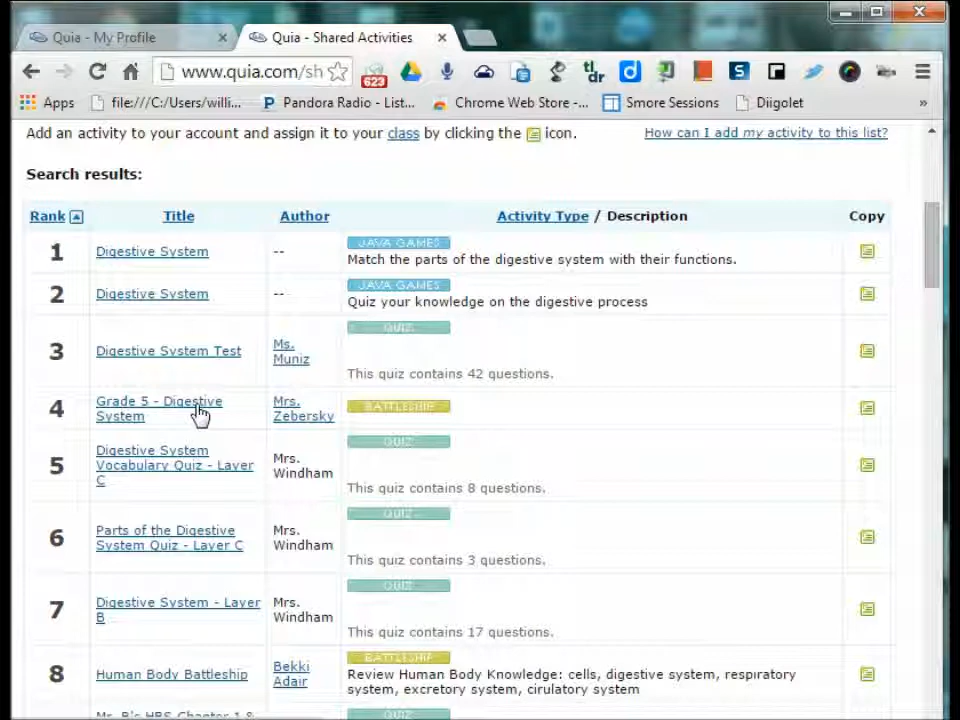 Quia - My Profile
Quia - Shared Activities
www.quia.com/sh
623
tl;
dr
d
S
Apps
file:///C:/Users/willi...
P Pandora Radio - List...
Chrome Web Store -...
Smore Sessions
Diigolet
»
Add an activity to your account and assign it to your class by clicking the icon.
How can I add my activity to this list?
Search results:
Rank Title Author Activity Type / Description Copy
1 Digestive System -- JAVA GAMES
Match the parts of the digestive system with their functions.
2 Digestive System -- JAVA GAMES
Quiz your knowledge on the digestive process
3 Digestive System Test Ms.
Muniz
QUIZ
This quiz contains 42 questions.
4 Grade 5 - Digestive
System
Mrs.
Zebersky
BATTLESHIP
5 Digestive System
Vocabulary Quiz - Layer
C
Mrs.
Windham
QUIZ
This quiz contains 8 questions.
6 Parts of the Digestive
System Quiz - Layer C
Mrs.
Windham
QUIZ
This quiz contains 3 questions.
7 Digestive System - Layer
B
Mrs.
Windham
QUIZ
This quiz contains 17 questions.
8 Human Body Battleship Bekki
Adair
BATTLESHIP
Review Human Body Knowledge: cells, digestive system, respiratory
system, excretory system, cirulatory system
Mr. B's HBS Chapter 1 &
QUIZ